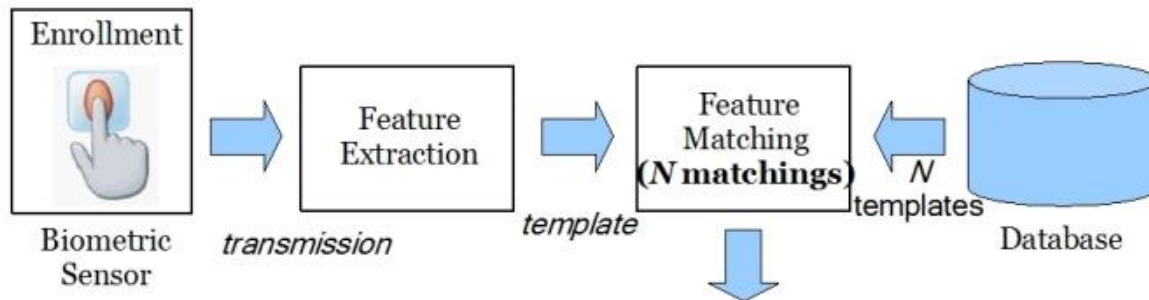 Enrollment
Biometric
Sensor
transmission
Feature
Extraction
template
Feature
Matching
(N matchings)
N
templates
Database